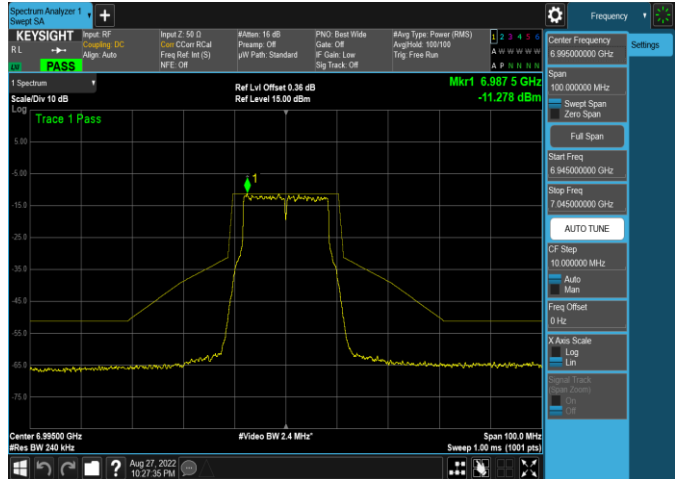 Spectrum Analyzer 1
Swept SA
Frequency
KEYSIGHT
RL
PASS
Input: RF
Coupling: DC
Align: Auto
Input Z: 50 Ω
Corr CCorr RCal
Freq Ref: Int (S)
NFE: Off
#Atten: 16 dB
Preamp: Off
µW Path: Standard
PNO: Best Wide
Gate: Off
IF Gain: Low
Sig Track: Off
#Avg Type: Power (RMS)
Avg|Hold: 100/100
Trig: Free Run
1 2 3 4 5 6
A W W W W W
A P N N N N
1 Spectrum
Scale/Div 10 dB
Log
Ref Lvl Offset 0.36 dB
Ref Level 15.00 dBm
Mkr1 6.987 5 GHz
-11.278 dBm
Trace 1 Pass
1
5.00
-5.00
-15.0
-25.0
-35.0
-45.0
-55.0
-65.0
-75.0
Center 6.99500 GHz
#Res BW 240 kHz
#Video BW 2.4 MHz*
Span 100.0 MHz
Sweep 1.00 ms (1001 pts)
Aug 27, 2022
10:27:35 PM
Settings
Center Frequency
6.995000000 GHz
Span
100.000000 MHz
Swept Span
Zero Span
Full Span
Start Freq
6.945000000 GHz
Stop Freq
7.045000000 GHz
AUTO TUNE
CF Step
10.000000 MHz
Auto
Man
Freq Offset
0 Hz
X Axis Scale
Log
Lin
Signal Track
(Span Zoom)
On
Off